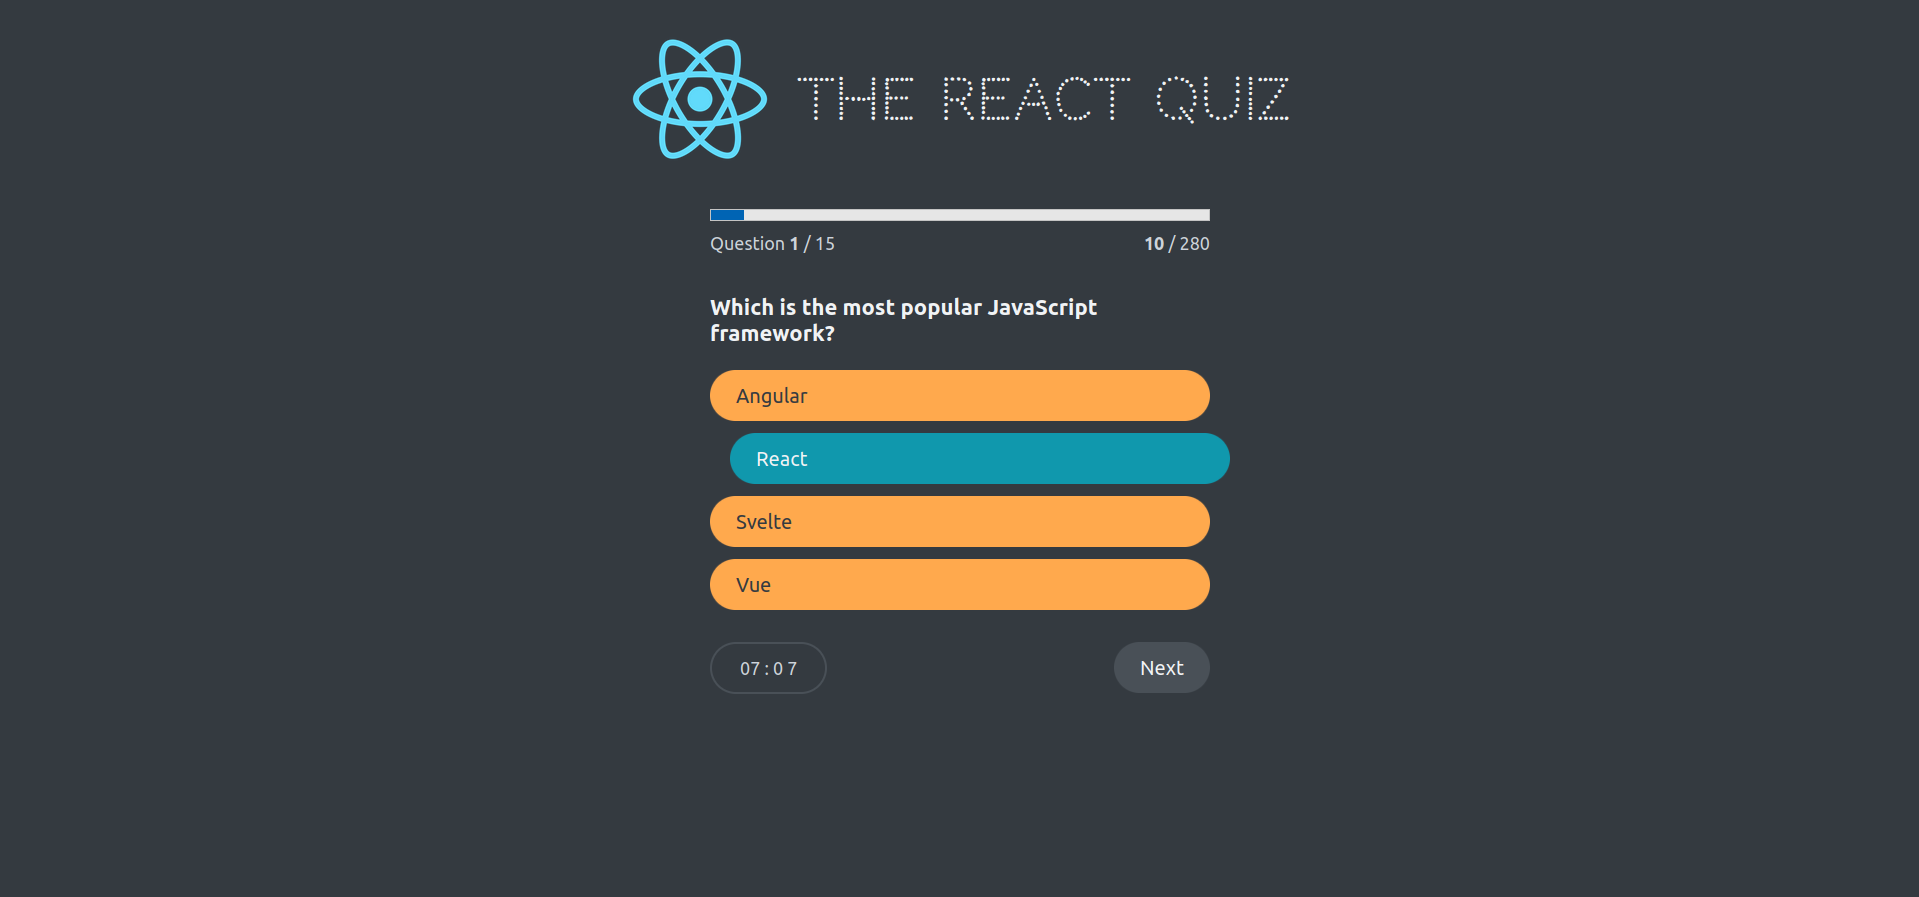 THE REACT QUIZ
Question 1 / 15
10 / 280
Which is the most popular JavaScript
framework?
Angular
React
Svelte
Vue
07:07
Next